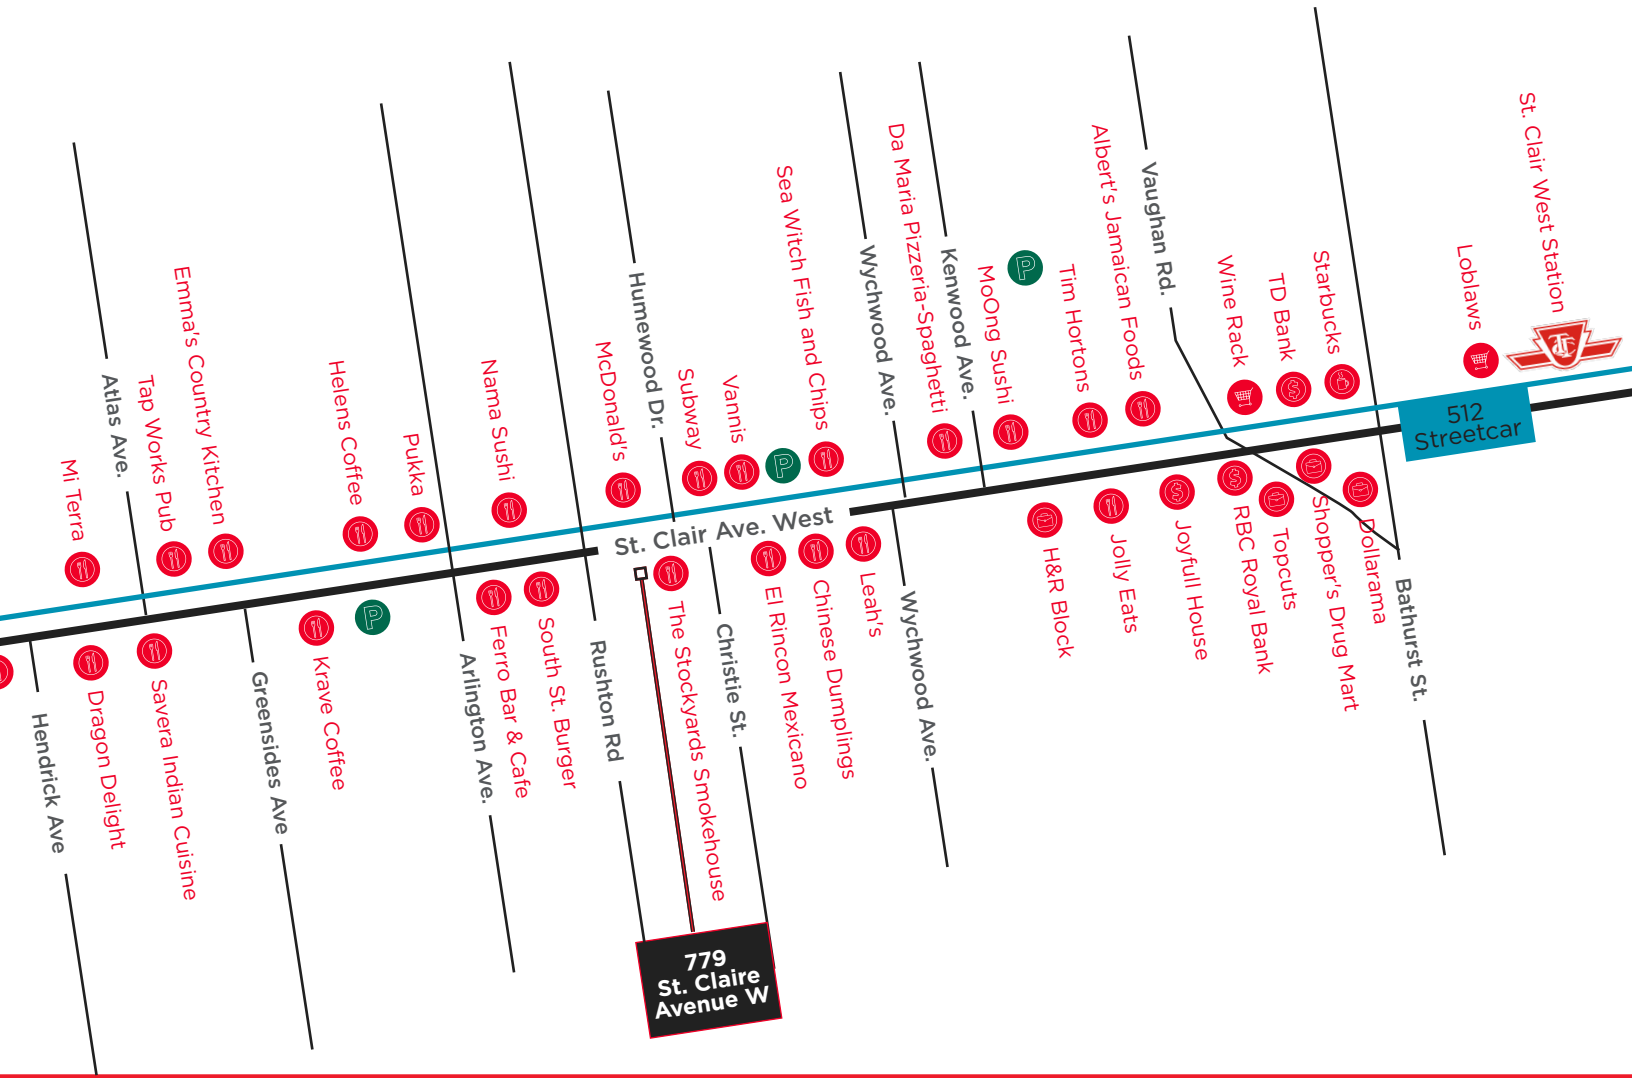 Atlas Ave.
Mi Terra
Tap Works Pub
Emma's Country Kitchen
Helens Coffee
Pukka
Nama Sushi
McDonald's
Humewood Dr.
Subway
Vannis
P
Sea Witch Fish and Chips
Wychwood Ave.
Da Maria Pizzeria-Spaghetti
Kenwood Ave.
MoOng Sushi
P
Tim Hortons
Albert's Jamaican Foods
Vaughan Rd.
Wine Rack
TD Bank
Starbucks
Loblaws
St. Clair West Station
512
Streetcar
St. Clair Ave. West
Hendrick Ave
Dragon Delight
Savera Indian Cuisine
Greensides Ave
Krave Coffee
P
Arlington Ave.
Ferro Bar & Cafe
South St. Burger
Rushton Rd
The Stockyards Smokehouse
Christie St.
El Rincon Mexicano
Chinese Dumplings
Leah's
Wychwood Ave.
H&R Block
Jolly Eats
Joyfull House
RBC Royal Bank
Topcuts
Shopper's Drug Mart
Dollarama
Bathurst St.
779
St. Claire
Avenue W